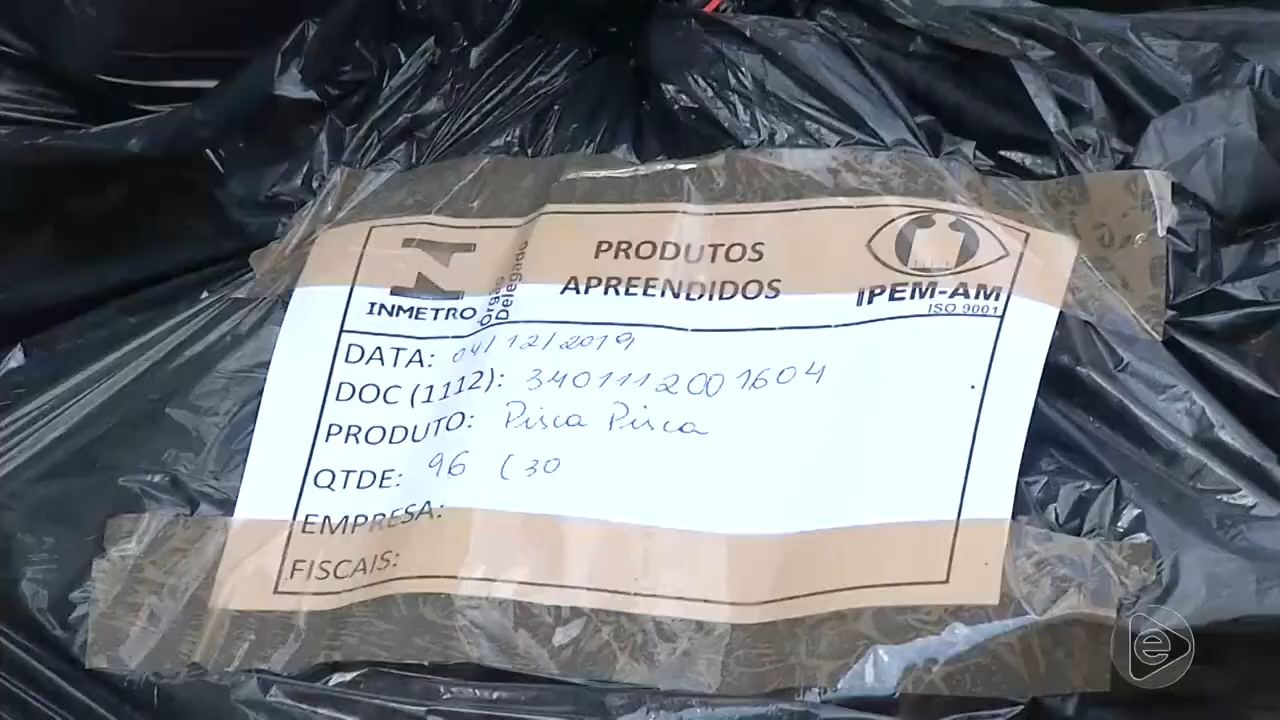 INMETRO
Órgão
Delegado
PRODUTOS
APREENDIDOS
IPEM-AM
ISO 9001
DATA: 04/12/2019
DOC (1112): 3401112001604
PRODUTO: Pisca Pisca
QTDE: 96 (30
EMPRESA:
FISCAIS:
e